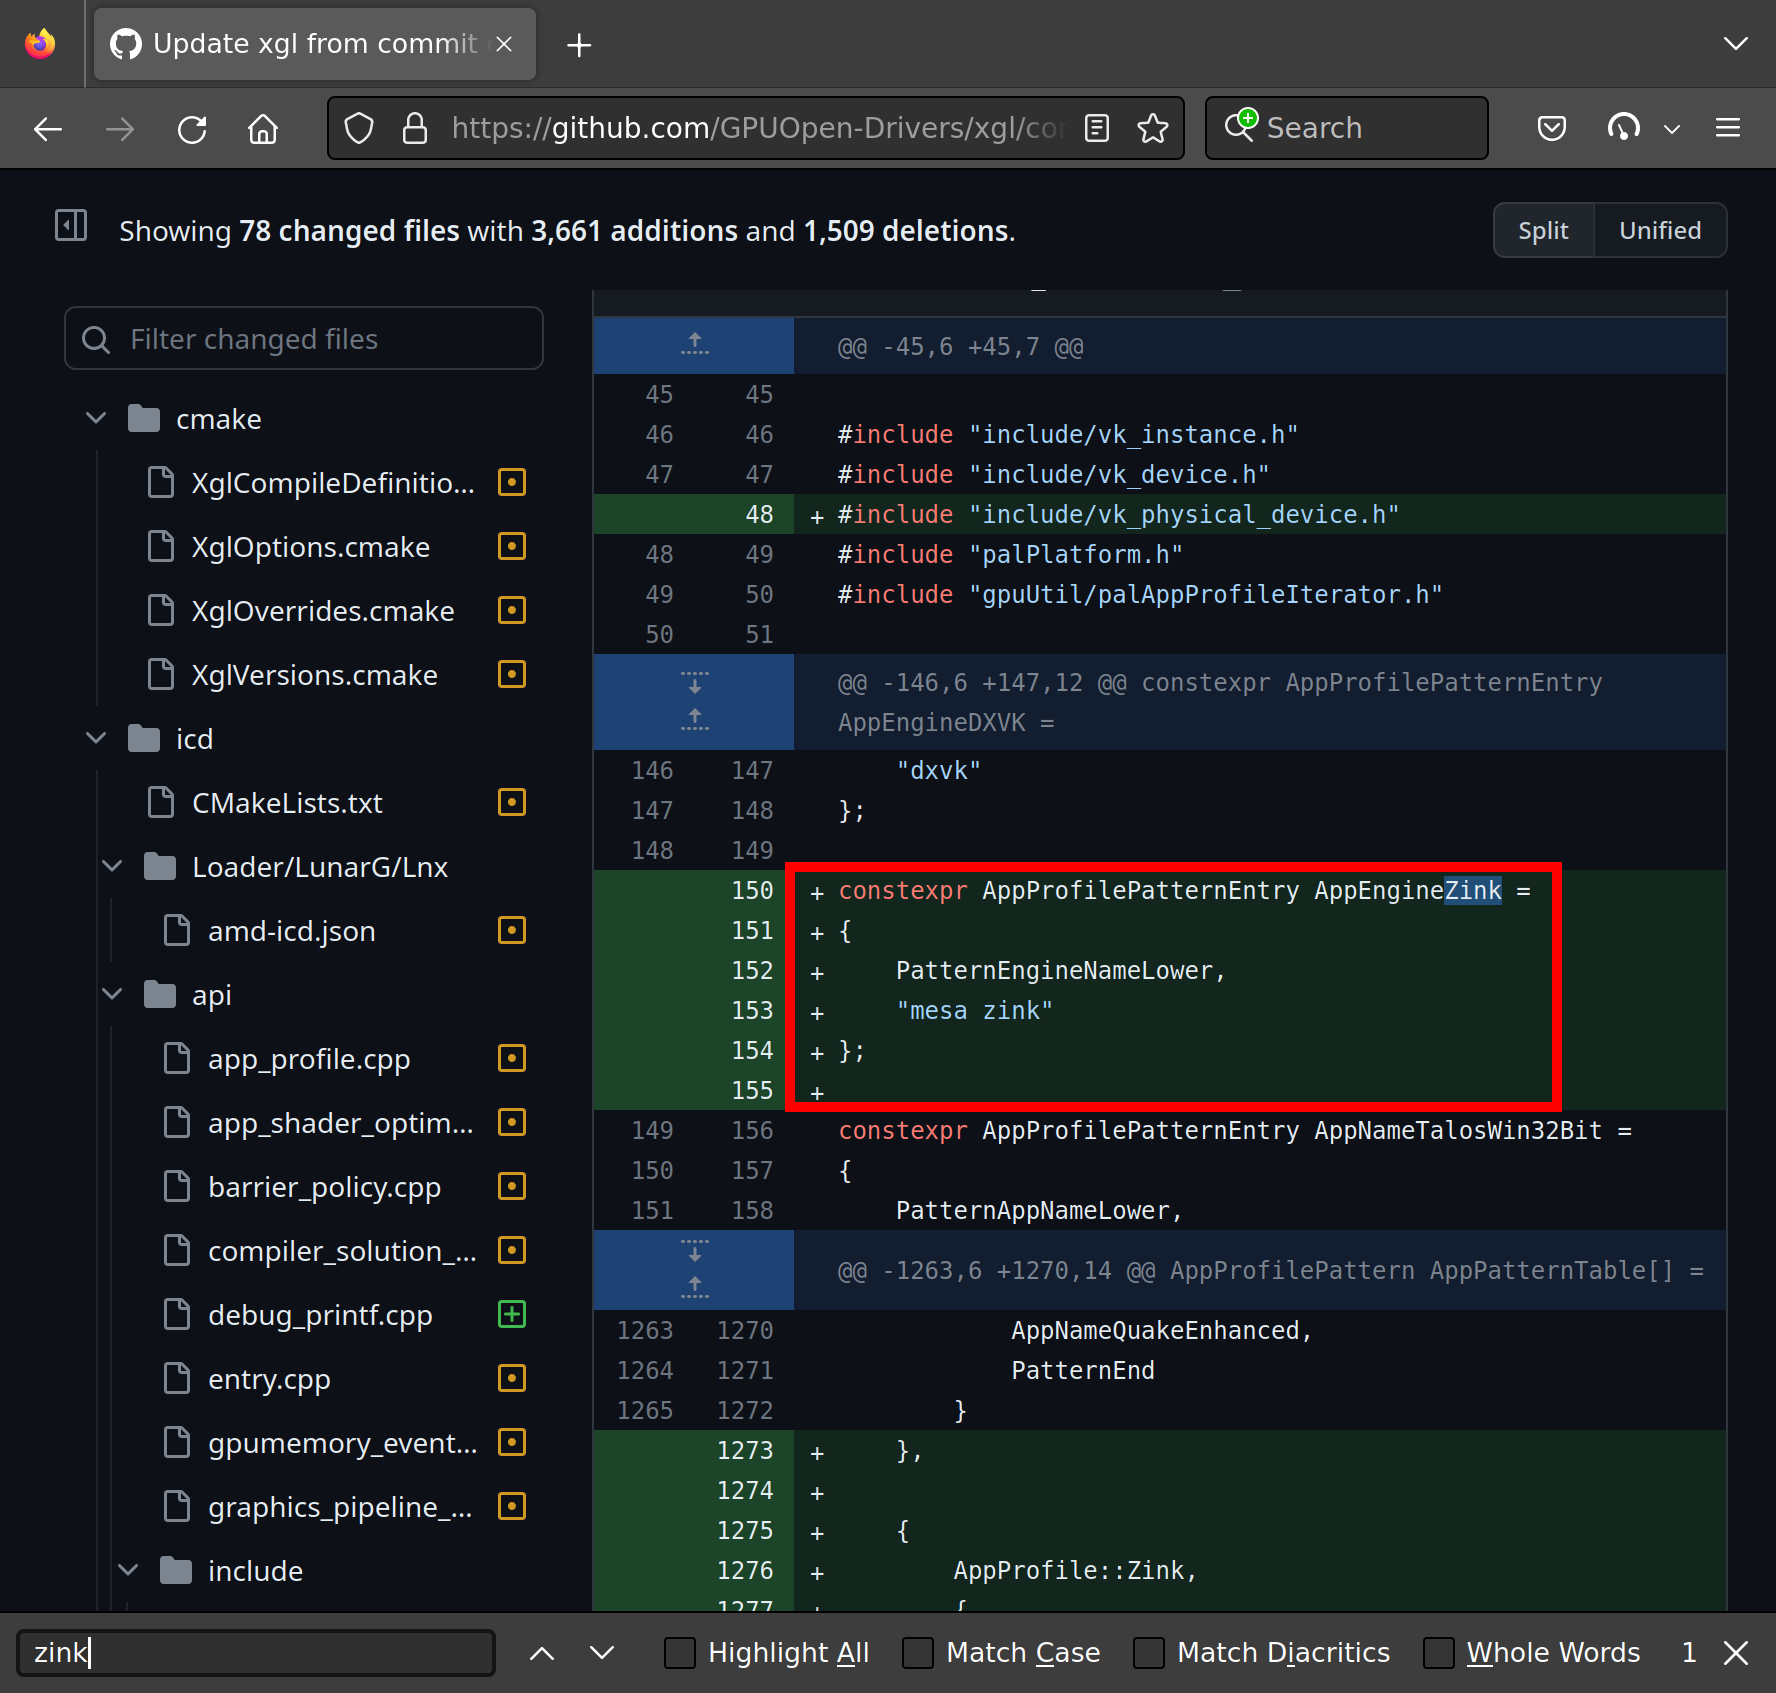 Update xgl from commit
https://github.com/GPUOpen-Drivers/xgl/co
Search
Showing 78 changed files with 3,661 additions and 1,509 deletions.
Split
Unified
Filter changed files
cmake
XglCompileDefinitio...
XglOptions.cmake
XglOverrides.cmake
XglVersions.cmake
icd
CMakeLists.txt
Loader/LunarG/Lnx
amd-icd.json
api
app_profile.cpp
app_shader_optim...
barrier_policy.cpp
compiler_solution_...
debug_printf.cpp
entry.cpp
gpumemory_event...
graphics_pipeline_...
include
@@ -45,6 +45,7 @@
45 45
46 46 #include "include/vk_instance.h"
47 47 #include "include/vk_device.h"
48 + #include "include/vk_physical_device.h"
48 49 #include "palPlatform.h"
49 50 #include "gpuUtil/palAppProfileIterator.h"
50 51
@@ -146,6 +147,12 @@ constexpr AppProfilePatternEntry
AppEngineDXVK =
146 147 "dxvk"
147 148 };
148 149
150 + constexpr AppProfilePatternEntry AppEngineZink =
151 + {
152 + PatternEngineNameLower,
153 + "mesa zink"
154 + };
155 +
149 156 constexpr AppProfilePatternEntry AppNameTalosWin32Bit =
150 157 {
151 158 PatternAppNameLower,
@@ -1263,6 +1270,14 @@ AppProfilePattern AppPatternTable[] =
1263 1270 AppNameQuakeEnhanced,
1264 1271 PatternEnd
1265 1272 }
1273 + },
1274 +
1275 + {
1276 + AppProfile::Zink,
1277 + {
zink
Highlight All
Match Case
Match Diacritics
Whole Words
1